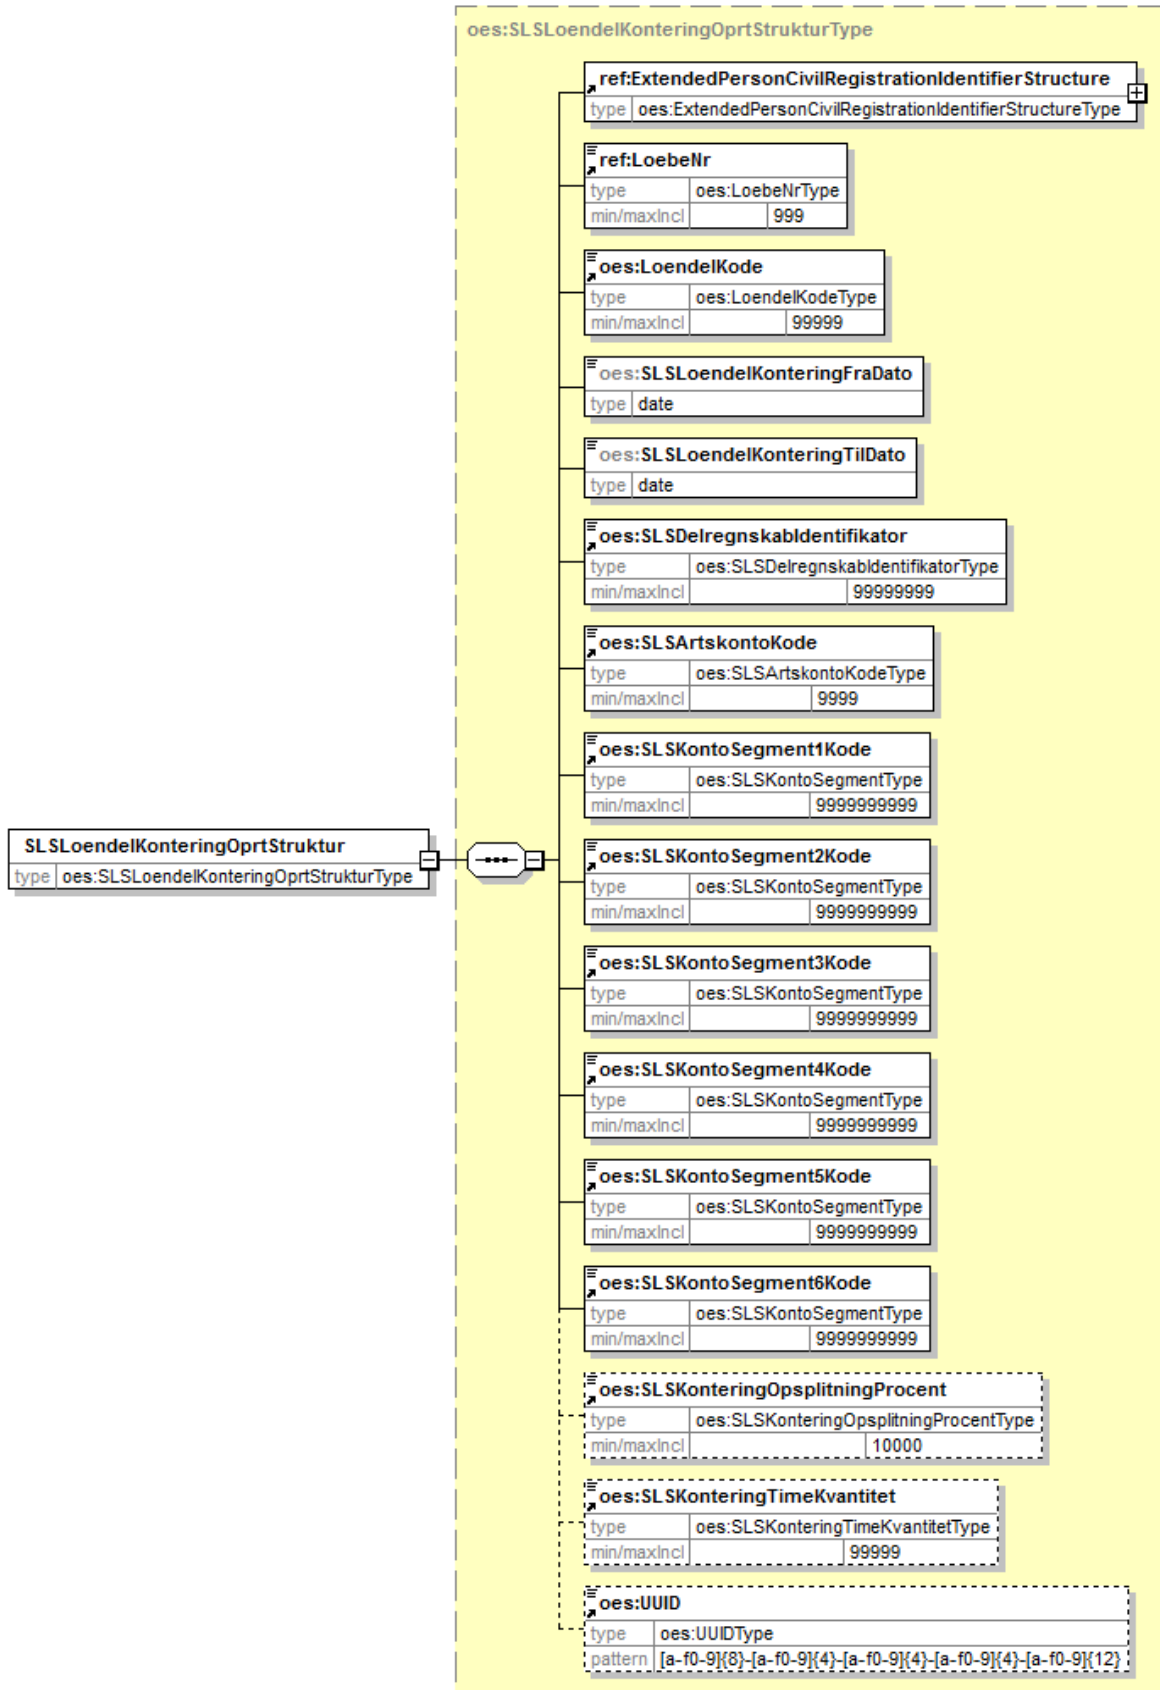 oes:SLSLoendelKonteringOprtStrukturType
ref:ExtendedPersonCivilRegistrationIdentifierStructure
type oes:ExtendedPersonCivilRegistrationIdentifierStructureType
ref:LoebeNr
type oes:LoebeNrType
min/maxIncl 999
oes:LoendelKode
type oes:LoendelKodeType
min/maxIncl 99999
oes:SLSLoendelKonteringFraDato
type date
oes:SLSLoendelKonteringTilDato
type date
oes:SLSDelregnskabIdentifikator
type oes:SLSDelregnskabIdentifikatorType
min/maxIncl 99999999
oes:SLSArtskontoKode
type oes:SLSArtskontoKodeType
min/maxIncl 9999
oes:SLSKontoSegment1Kode
type oes:SLSKontoSegmentType
min/maxIncl 9999999999
SLSLoendelKonteringOprtStruktur
type oes:SLSLoendelKonteringOprtStrukturType
oes:SLSKontoSegment2Kode
type oes:SLSKontoSegmentType
min/maxIncl 9999999999
oes:SLSKontoSegment3Kode
type oes:SLSKontoSegmentType
min/maxIncl 9999999999
oes:SLSKontoSegment4Kode
type oes:SLSKontoSegmentType
min/maxIncl 9999999999
oes:SLSKontoSegment5Kode
type oes:SLSKontoSegmentType
min/maxIncl 9999999999
oes:SLSKontoSegment6Kode
type oes:SLSKontoSegmentType
min/maxIncl 9999999999
oes:SLSKonteringOpsplitningProcent
type oes:SLSKonteringOpsplitningProcentType
min/maxIncl 10000
oes:SLSKonteringTimeKvantitet
type oes:SLSKonteringTimeKvantitetType
min/maxIncl 99999
oes:UUID
type oes:UUIDType
pattern [a-f0-9]{8}-[a-f0-9]{4}-[a-f0-9]{4}-[a-f0-9]{4}-[a-f0-9]{12}